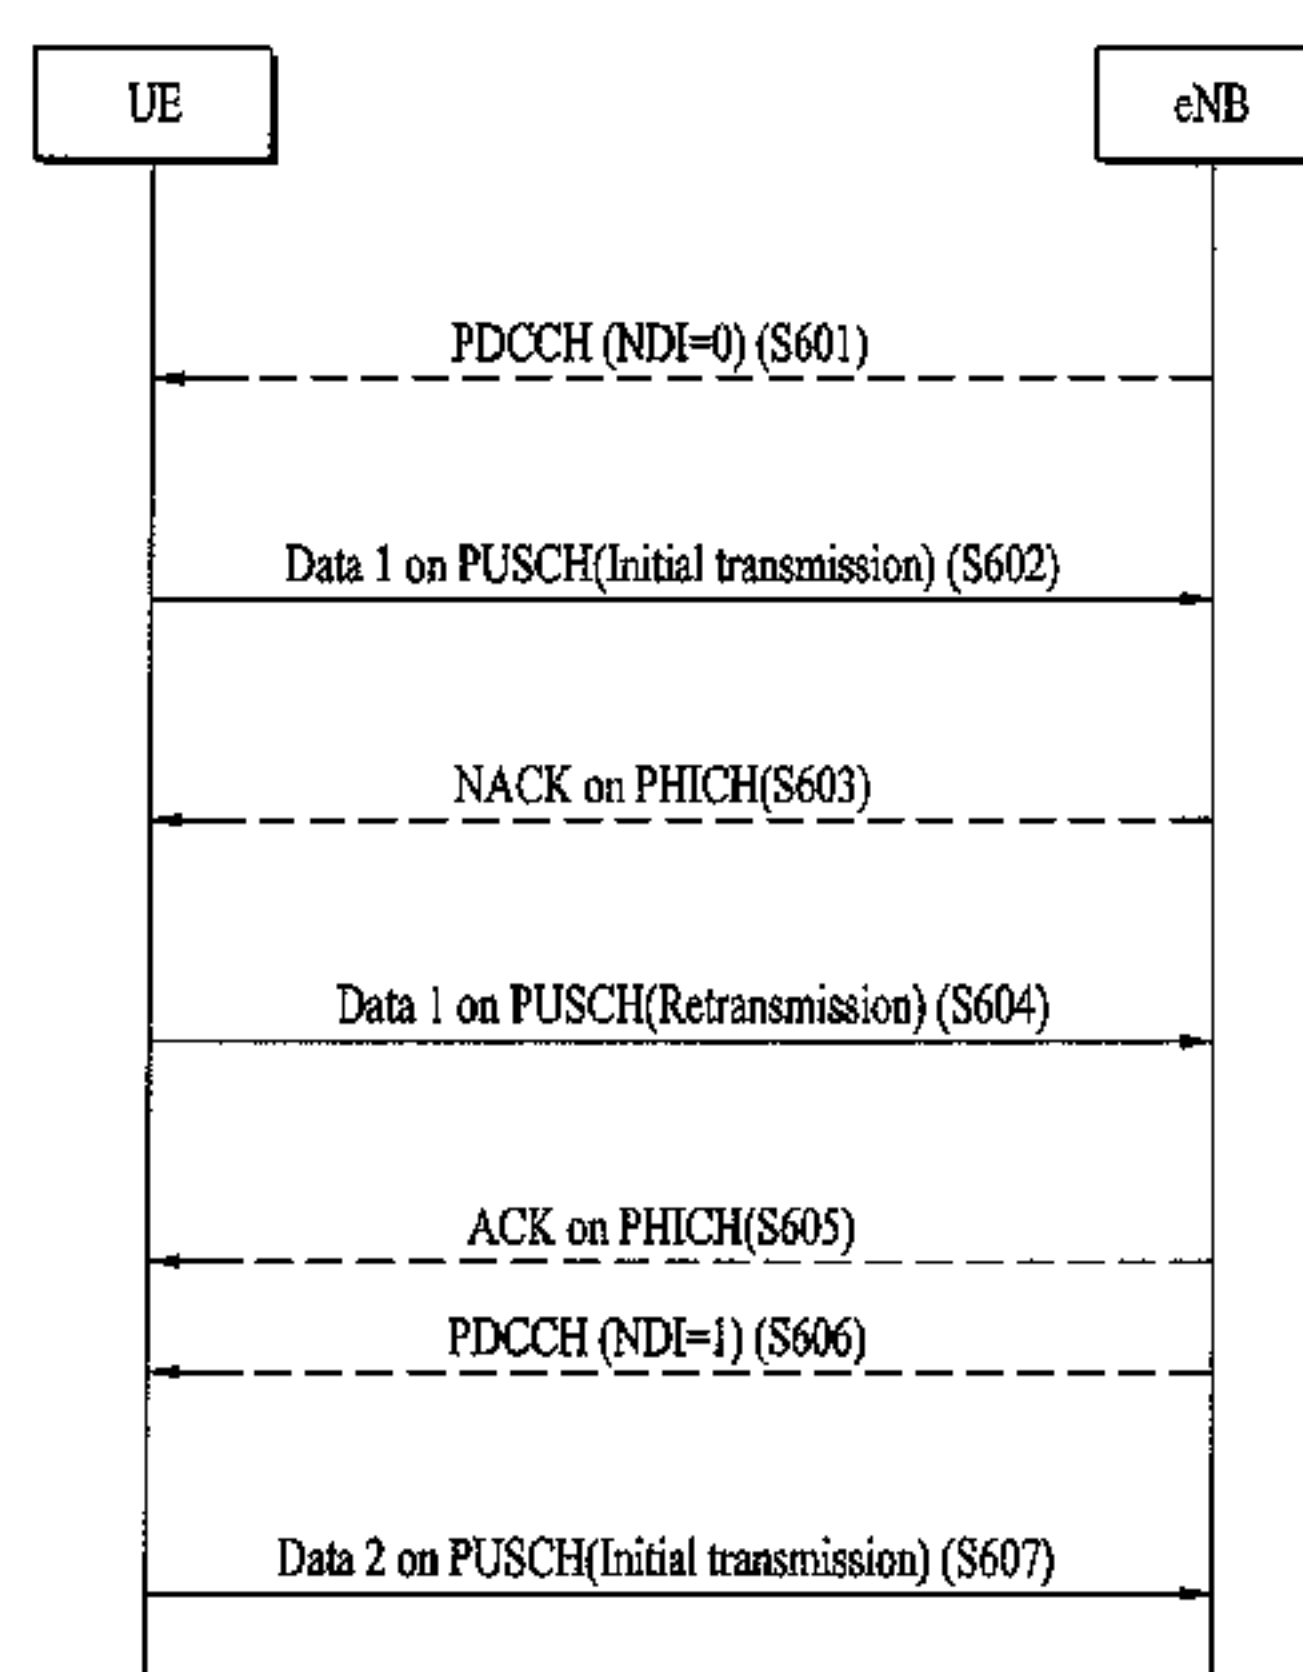 UE
eNB
PDCCH (NDI=0) (S601)
Data 1 on PUSCH(Initial transmission) (S602)
NACK on PHICH(S603)
Data 1 on PUSCH(Retransmission) (S604)
ACK on PHICH(S605)
PDCCH (NDI=1) (S606)
Data 2 on PUSCH(Initial transmission) (S607)